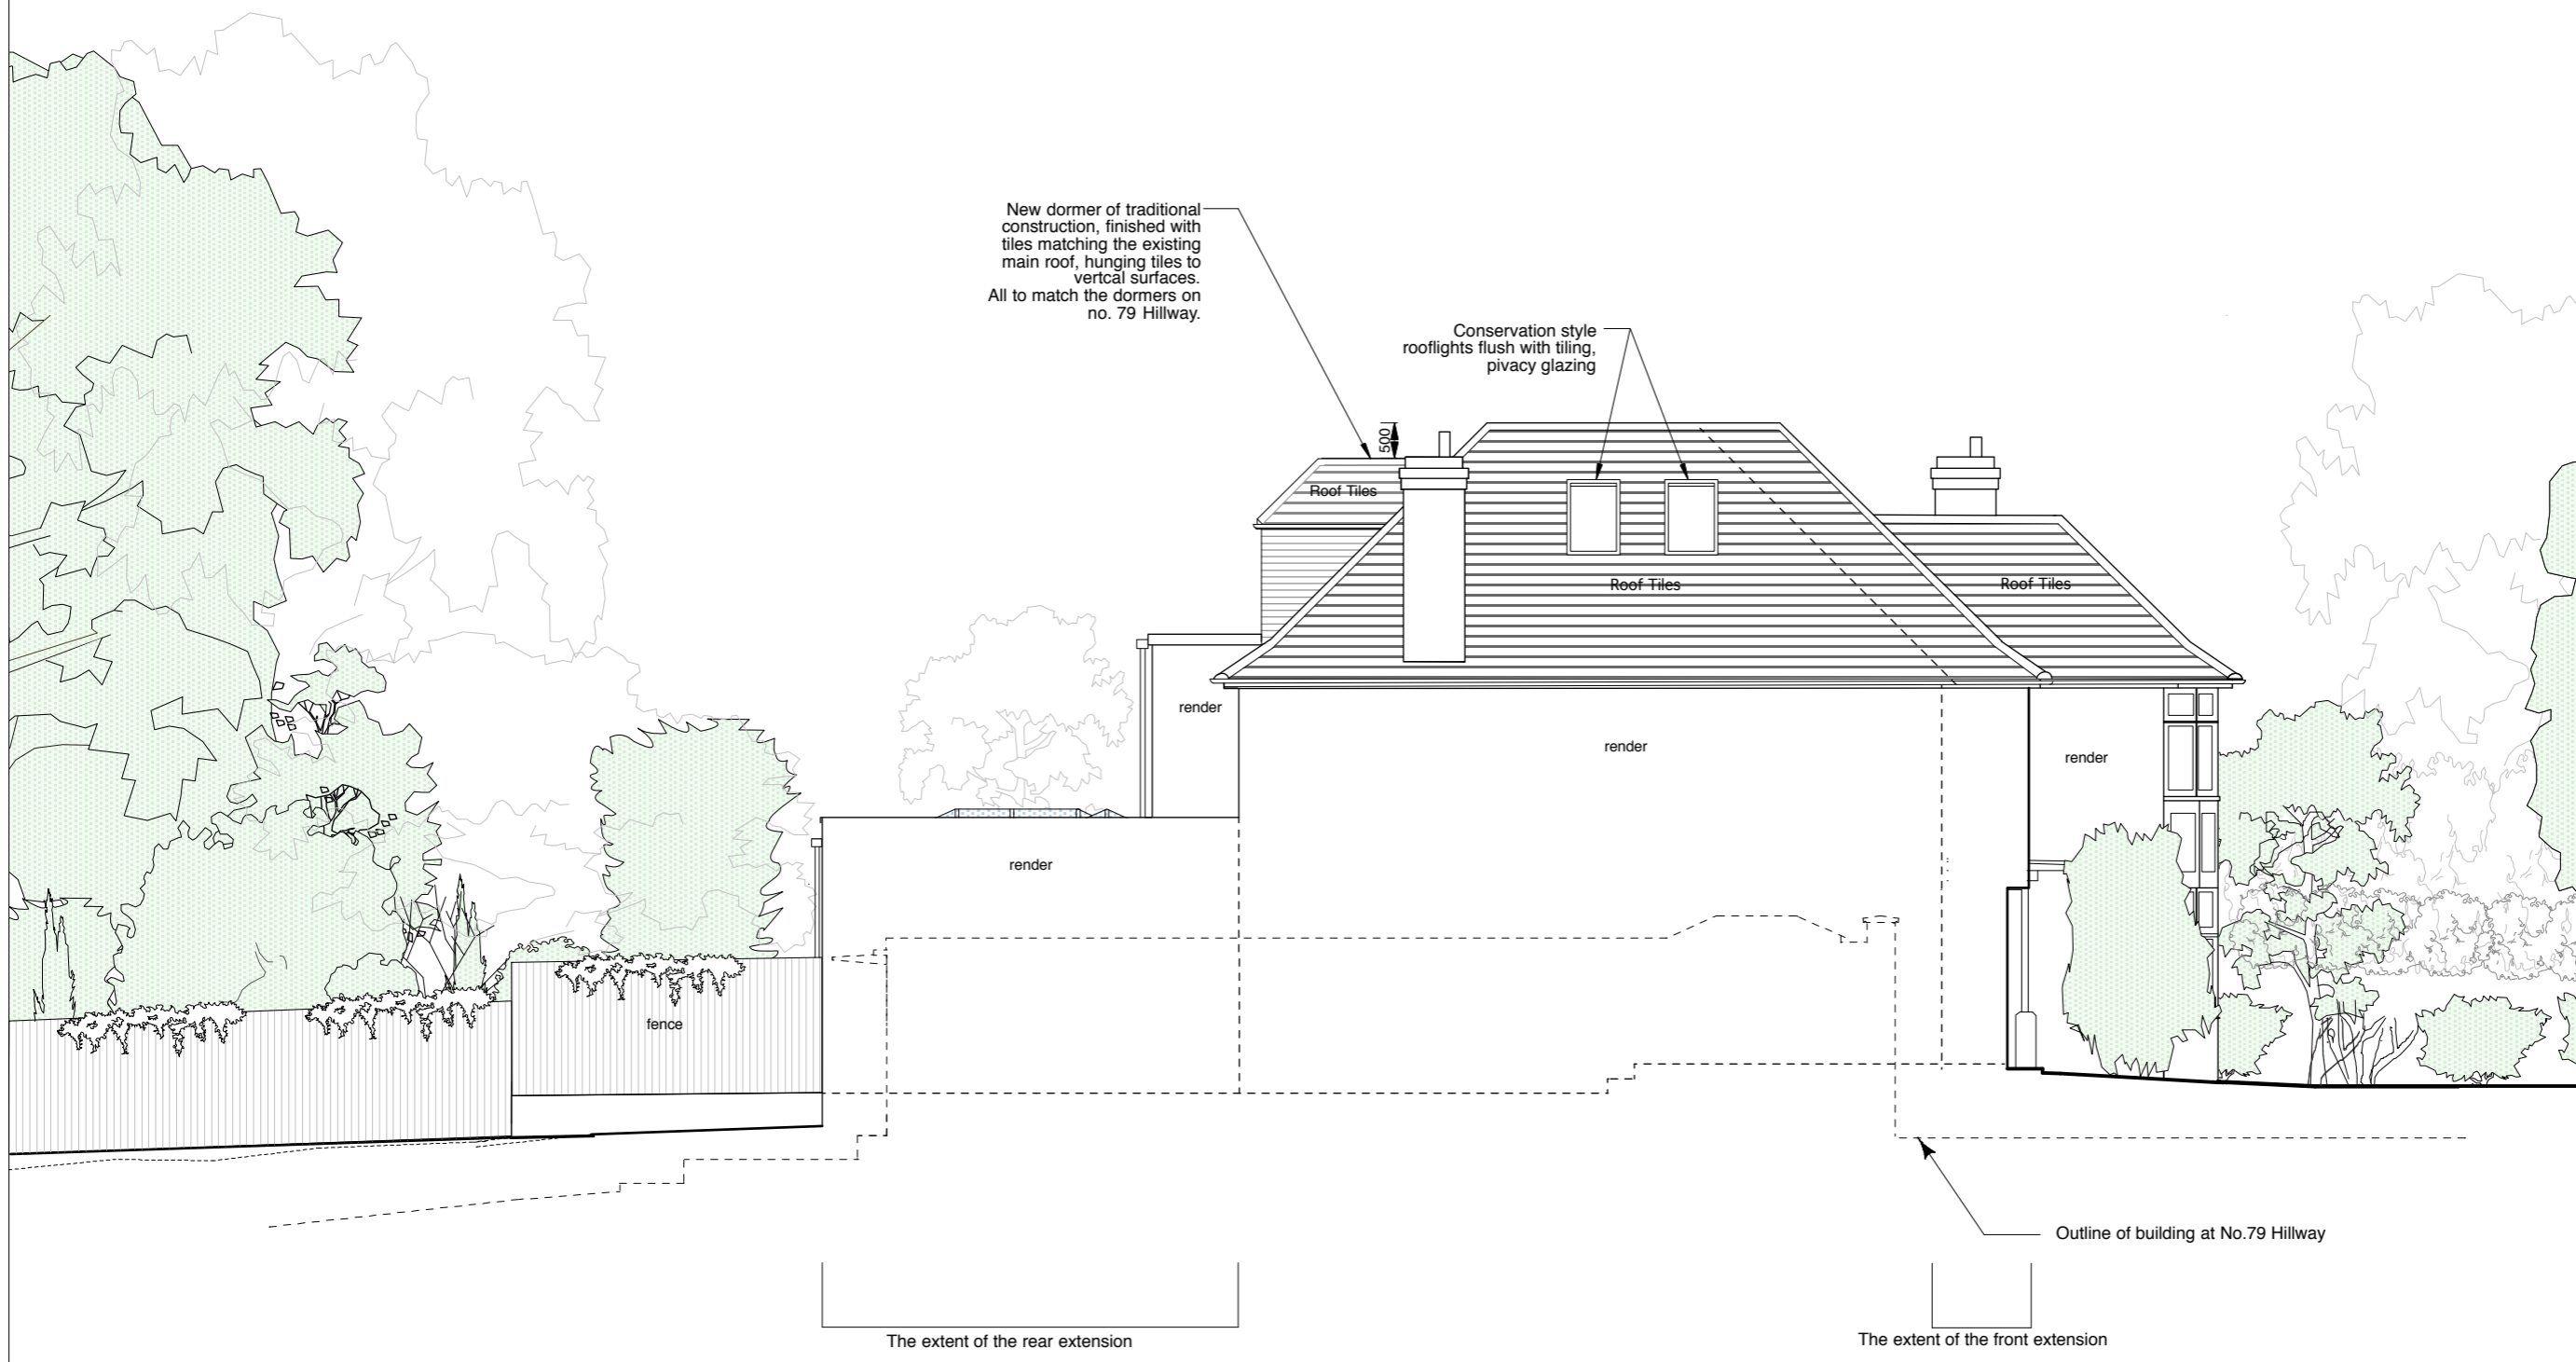 New dormer of traditional
construction, finished with
tiles matching the existing
main roof, hunging tiles to
vertcal surfaces.
All to match the dormers on
no. 79 Hillway.
Conservation style
rooflights flush with tiling,
pivacy glazing
500
Roof Tiles
Roof Tiles
Roof Tiles
render
render
render
render
fence
Outline of building at No.79 Hillway
The extent of the rear extension
The extent of the front extension